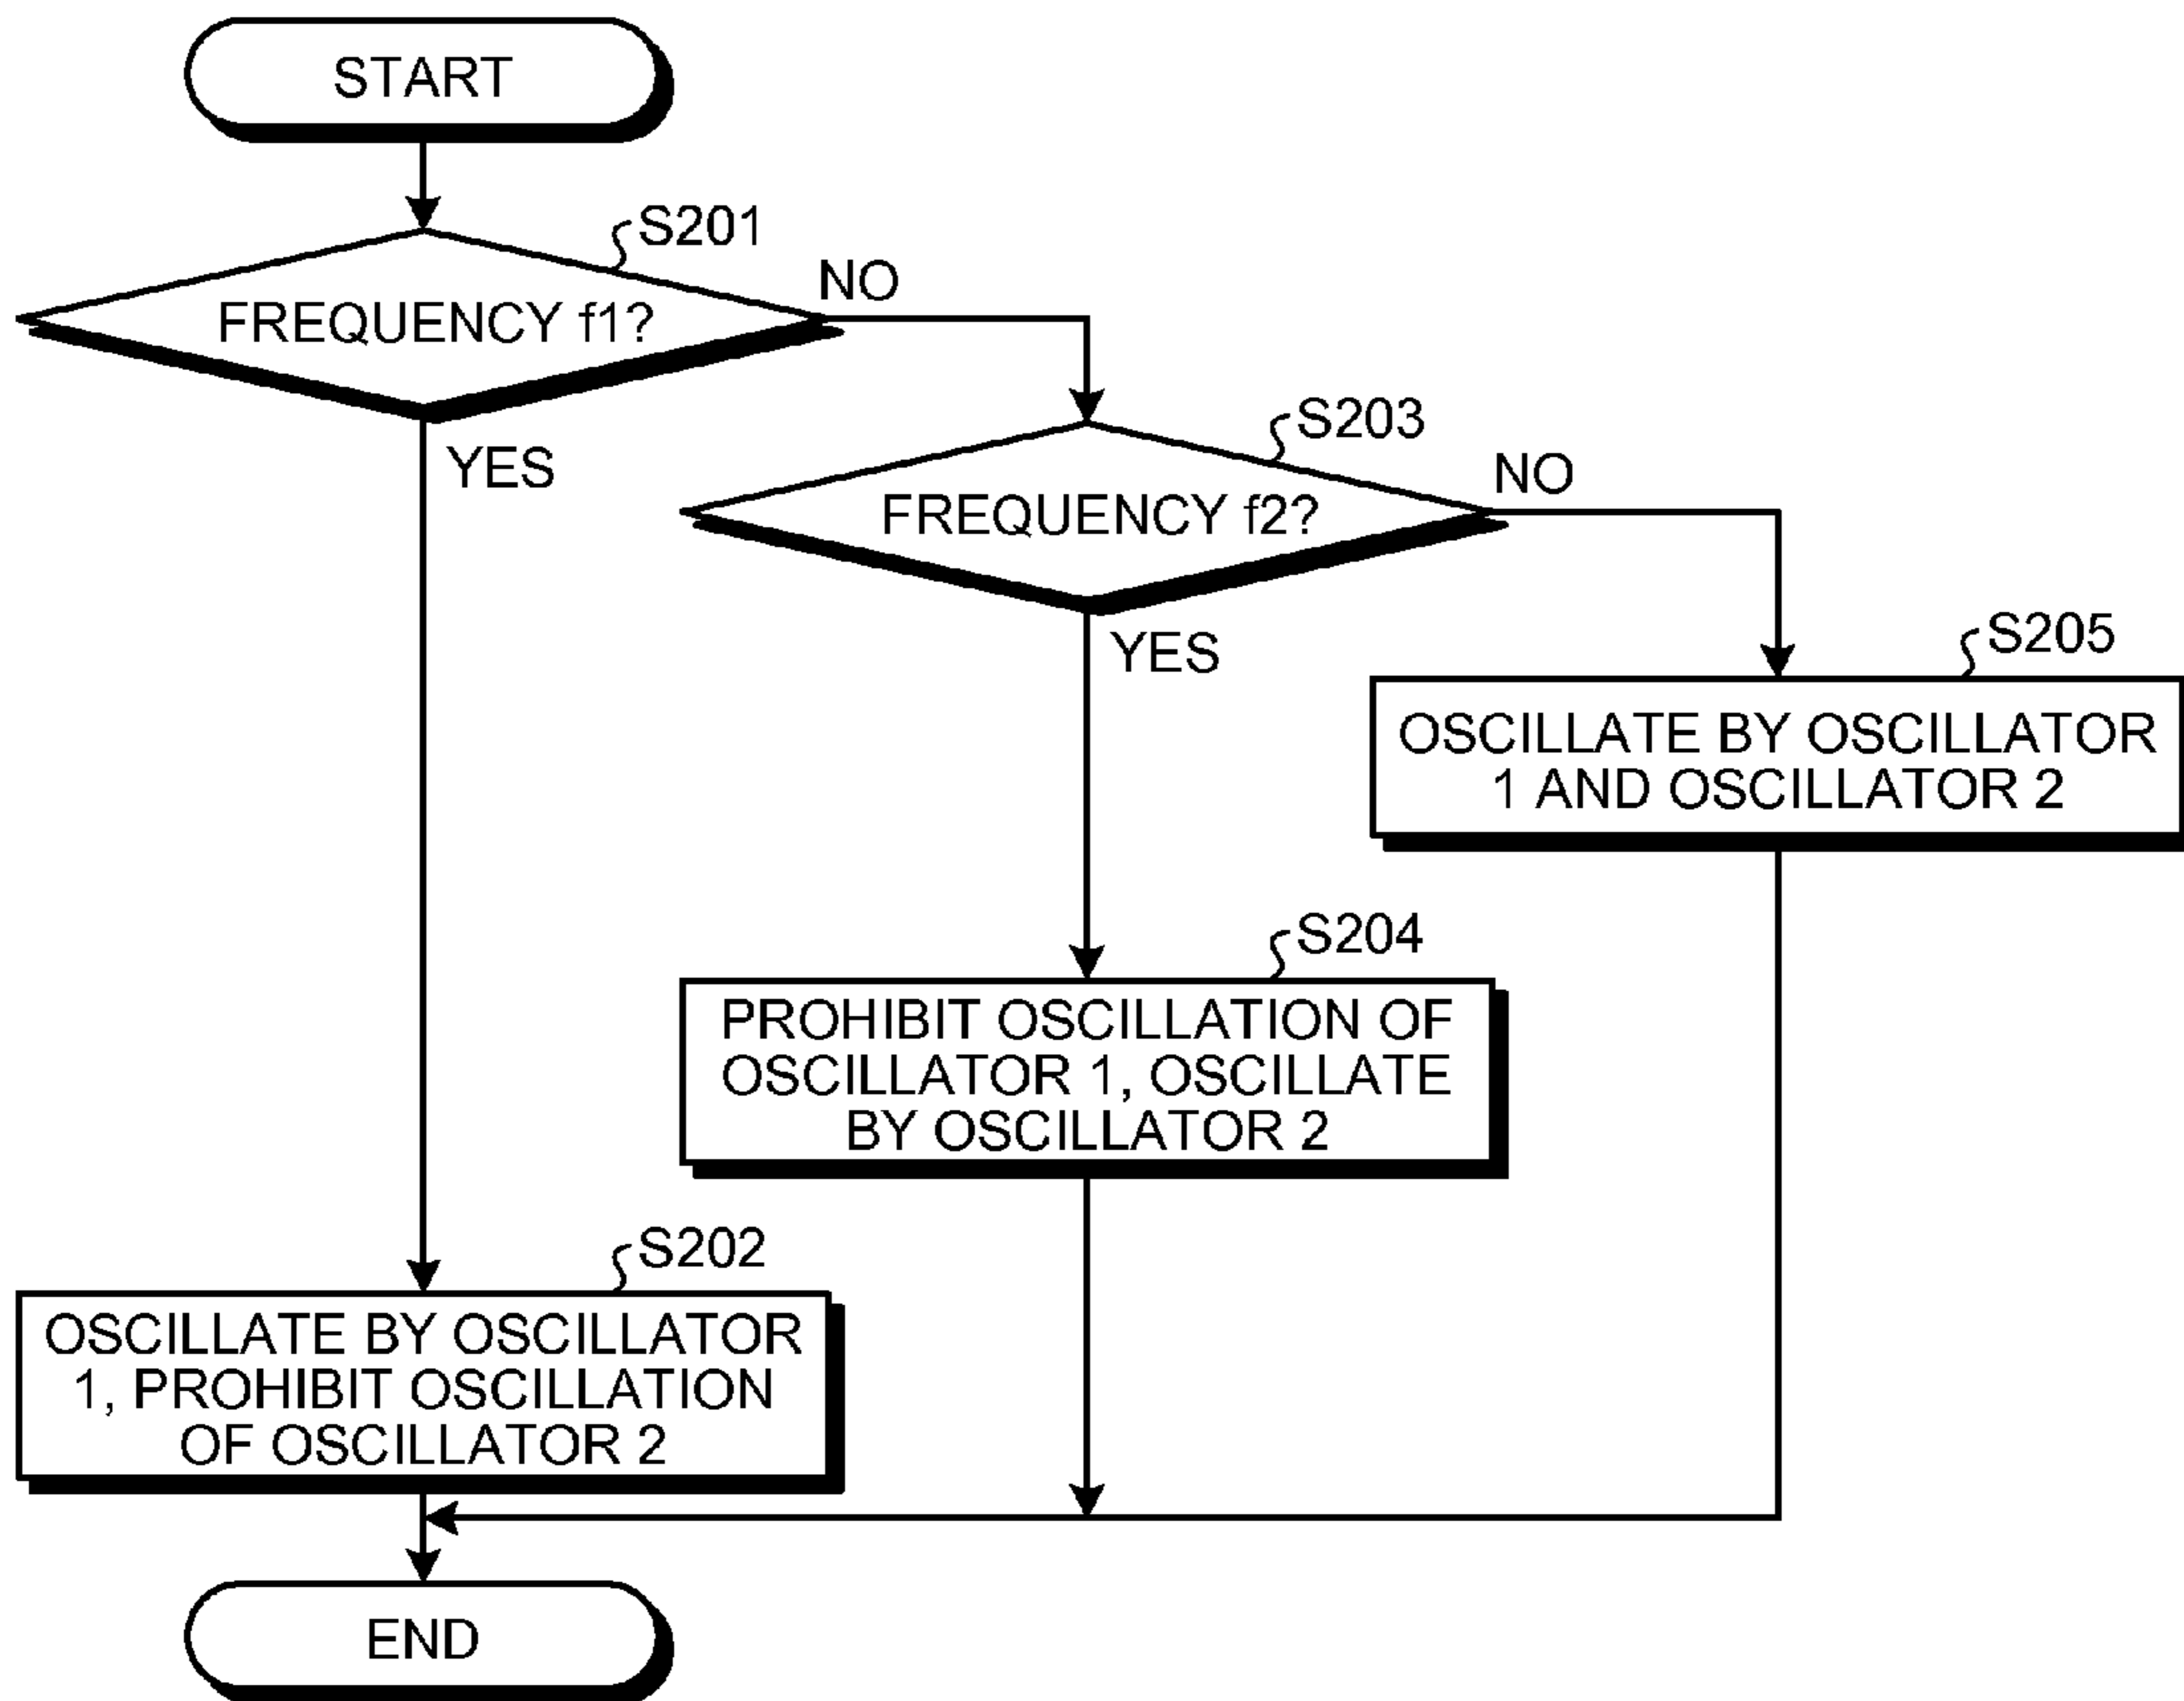 START
S201
FREQUENCY f1?
NO
YES
S203
FREQUENCY f2?
NO
YES
S205
OSCILLATE BY OSCILLATOR
1 AND OSCILLATOR 2
S204
PROHIBIT OSCILLATION OF
OSCILLATOR 1, OSCILLATE
BY OSCILLATOR 2
S202
OSCILLATE BY OSCILLATOR
1, PROHIBIT OSCILLATION
OF OSCILLATOR 2
END